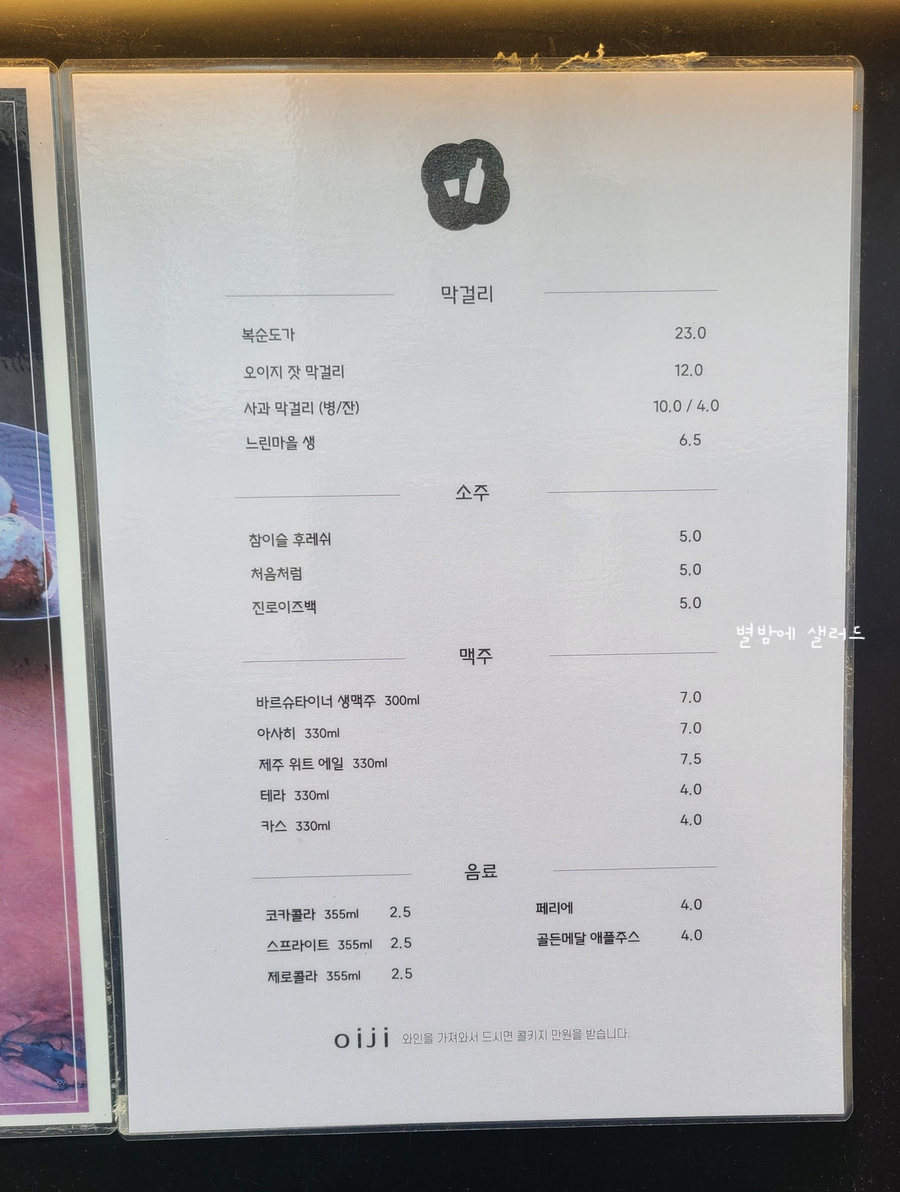 막걸리
복순도가 23.0
오이지 잣 막걸리 12.0
사과 막걸리 (병/잔) 10.0 / 4.0
느린마을 생 6.5
소주
참이슬 후레쉬 5.0
처음처럼 5.0
진로이즈백 5.0
별밤에 샐러드
맥주
바르슈타이너 생맥주 300ml 7.0
아사히 330ml 7.0
제주 위트 에일 330ml 7.5
테라 330ml 4.0
카스 330ml 4.0
음료
코카콜라 355ml 2.5 페리에 4.0
스프라이트 355ml 2.5 골든메달 애플주스 4.0
제로콜라 355ml 2.5
oiji 와인을 가져와서 드시면 콜키지 만원을 받습니다.